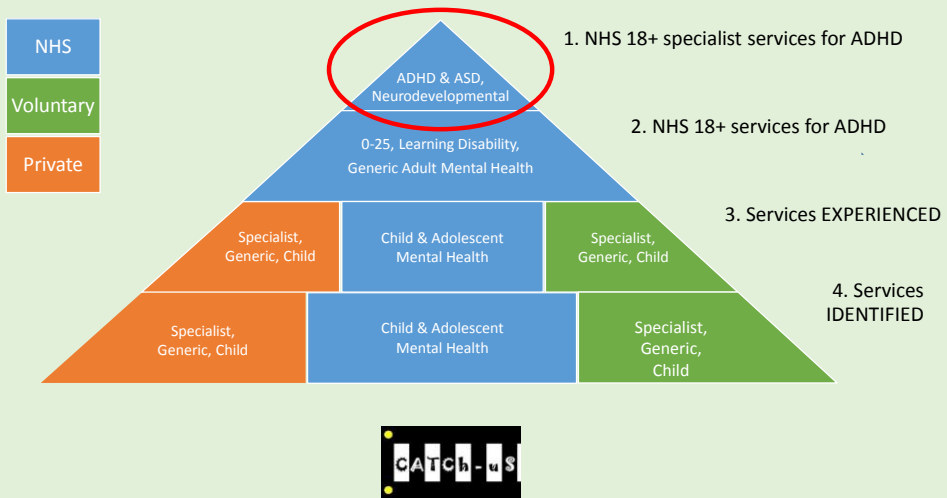 NHS
Voluntary
Private
ADHD & ASD,
Neurodevelopmental
1. NHS 18+ specialist services for ADHD
0-25, Learning Disability,
Generic Adult Mental Health
2. NHS 18+ services for ADHD
Specialist,
Generic, Child
Child & Adolescent
Mental Health
Specialist,
Generic, Child
3. Services EXPERIENCED
Specialist,
Generic, Child
Child & Adolescent
Mental Health
Specialist,
Generic,
Child
4. Services
IDENTIFIED
CATCh-uS